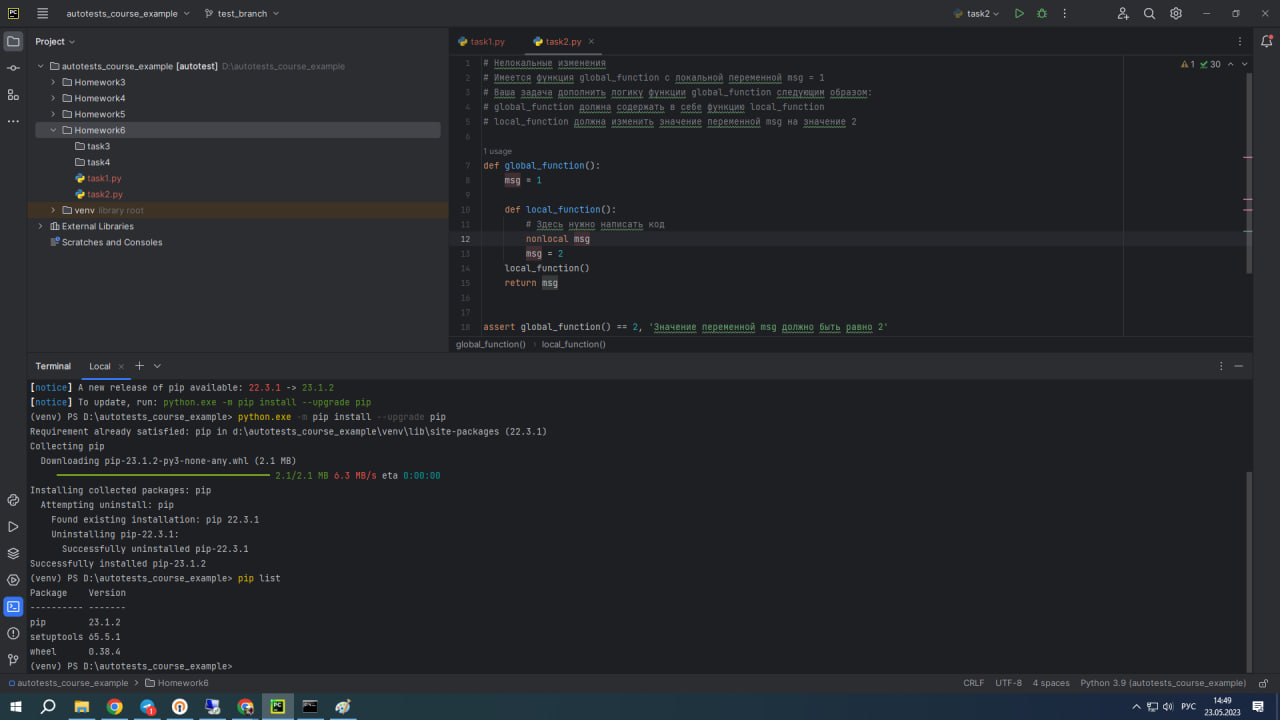 PC autotests_course_example test_branch task2
Project
autotests_course_example [autotest] D:\autotests_course_example
Homework3
Homework4
Homework5
Homework6
task3
task4
task1.py
task2.py
venv library root
External Libraries
Scratches and Consoles
task1.py task2.py
1 30
1 # Нелокальные изменения
2 # Имеется функция global_function с локальной переменной msg = 1
3 # Ваша задача дополнить логику функции global_function следующим образом:
4 # global_function должна содержать в себе функцию local_function
5 # local_function должна изменить значение переменной msg на значение 2
6
1 usage
7 def global_function():
8 msg = 1
9
10 def local_function():
11 # Здесь нужно написать код
12 nonlocal msg
13 msg = 2
14 local_function()
15 return msg
16
17
18 assert global_function() == 2, 'Значение переменной msg должно быть равно 2'
global_function() local_function()
Terminal Local
[notice] A new release of pip available: 22.3.1 -> 23.1.2
[notice] To update, run: python.exe -m pip install --upgrade pip
(venv) PS D:\autotests_course_example> python.exe -m pip install --upgrade pip
Requirement already satisfied: pip in d:\autotests_course_example\venv\lib\site-packages (22.3.1)
Collecting pip
Downloading pip-23.1.2-py3-none-any.whl (2.1 MB)
2.1/2.1 MB 6.3 MB/s eta 0:00:00
Installing collected packages: pip
Attempting uninstall: pip
Found existing installation: pip 22.3.1
Uninstalling pip-22.3.1:
Successfully uninstalled pip-22.3.1
Successfully installed pip-23.1.2
(venv) PS D:\autotests_course_example> pip list
Package Version
---------- -------
pip 23.1.2
setuptools 65.5.1
wheel 0.38.4
(venv) PS D:\autotests_course_example>
autotests_course_example Homework6 CRLF UTF-8 4 spaces Python 3.9 (autotests_course_example)
1 PC РУС 14:49
23.05.2023